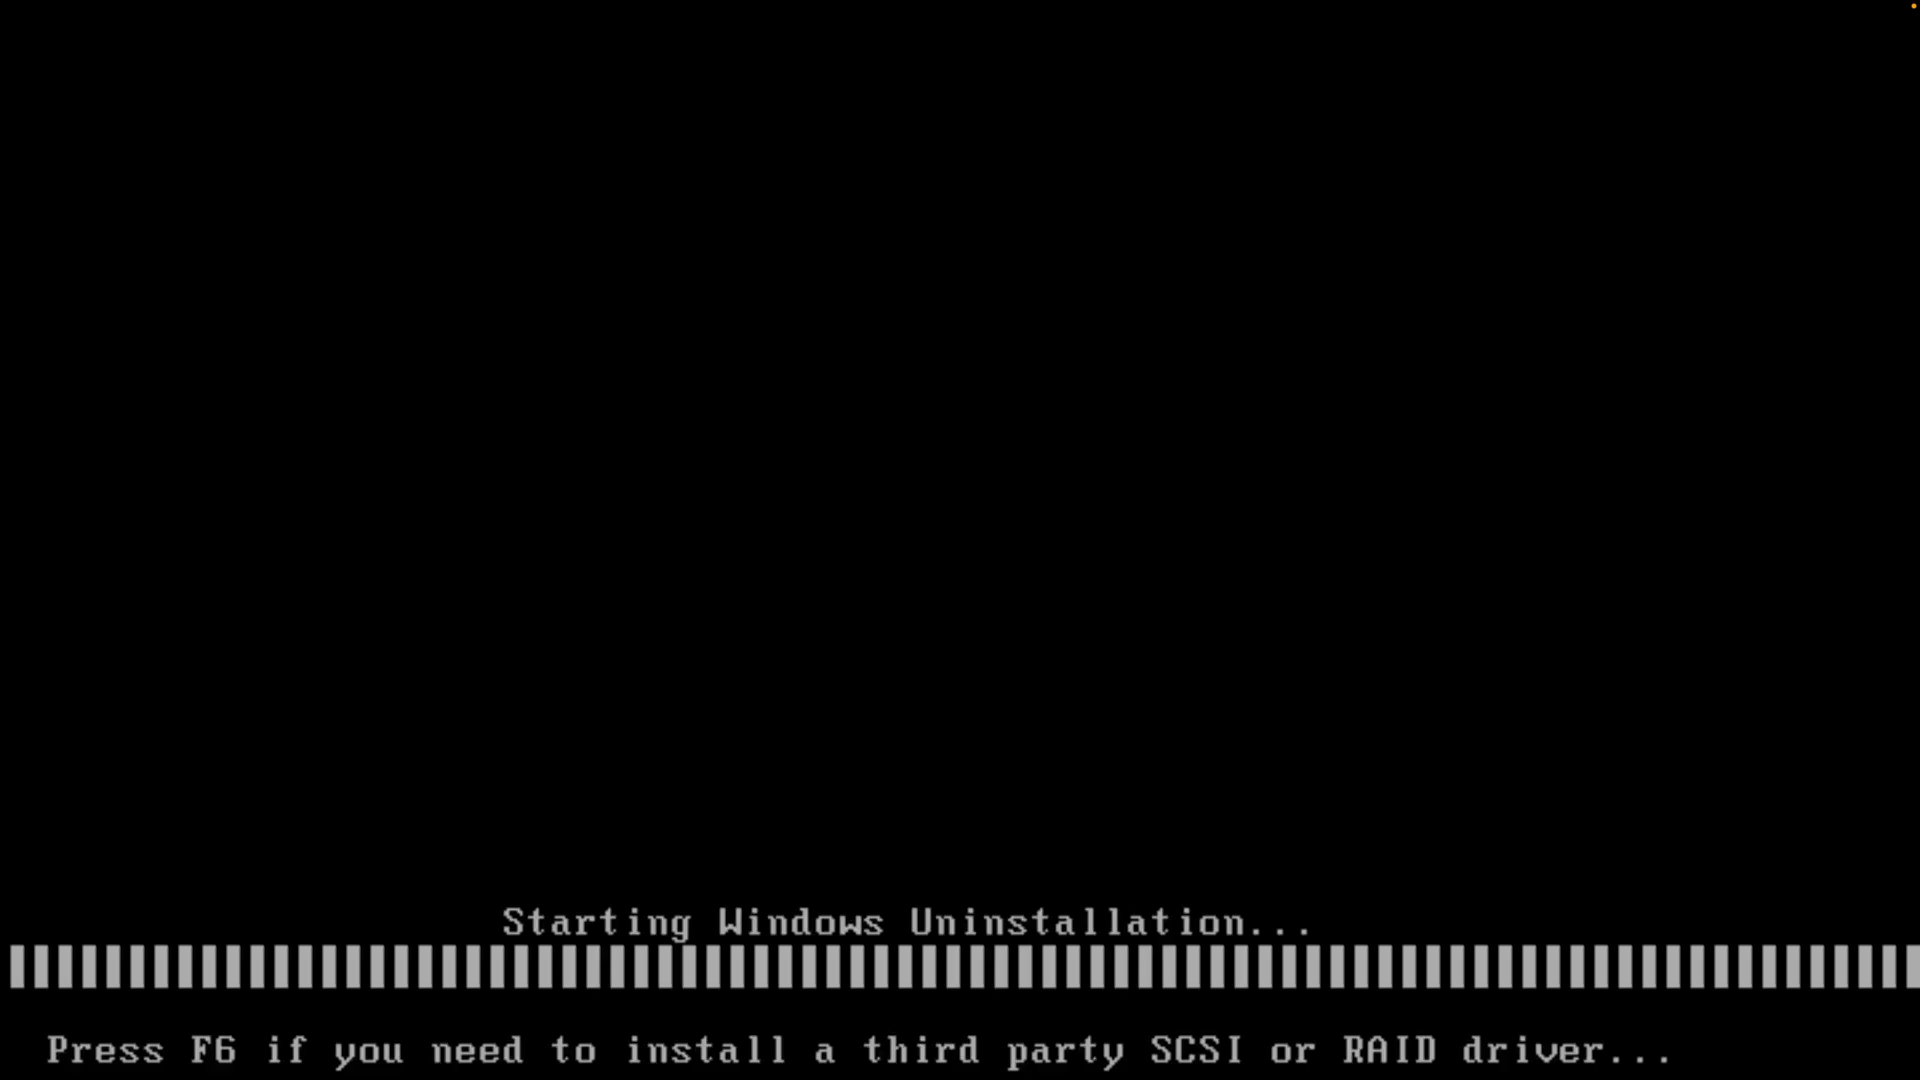 Starting Windows Uninstallation...
Press F6 if you need to install a third party SCSI or RAID driver...